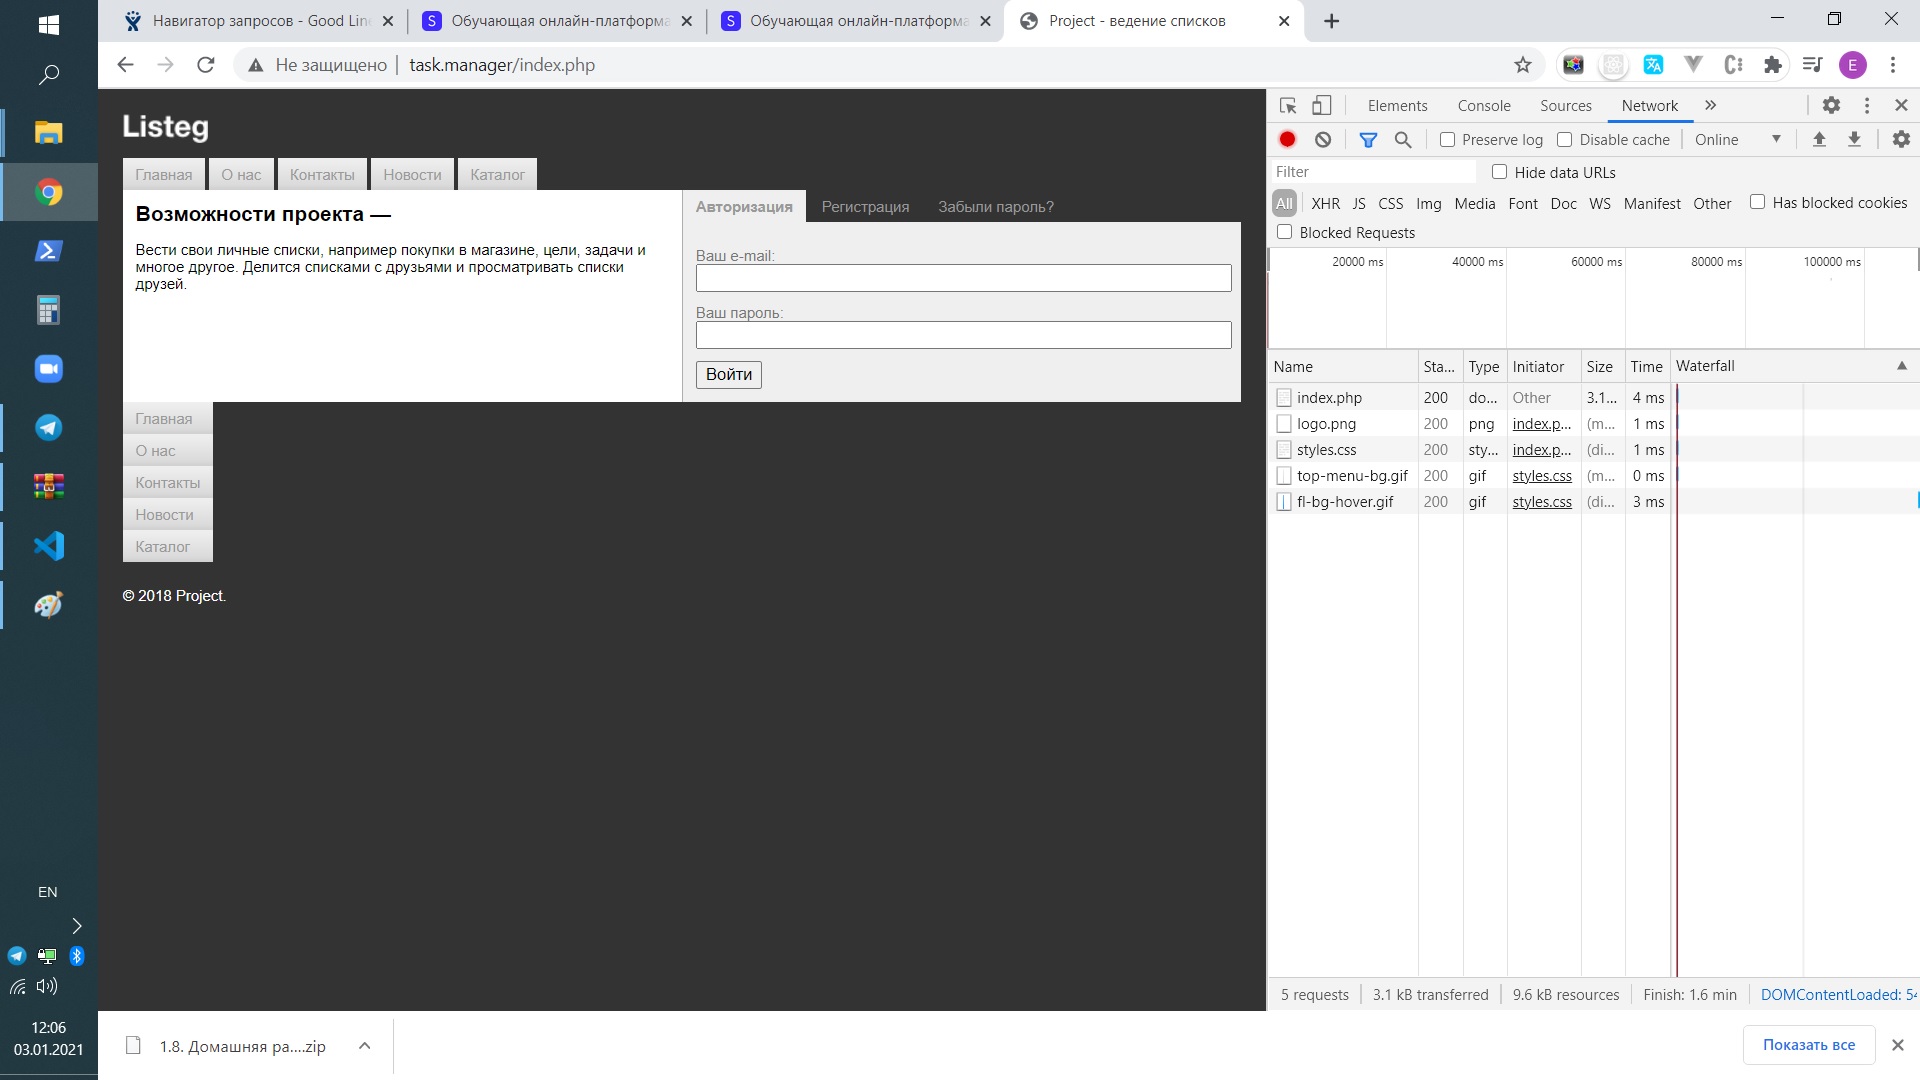 Навигатор запросов - Good Line
Обучающая онлайн-платформа
Обучающая онлайн-платформа
Project - ведение списков
Не защищено
task.manager/index.php
E
Listeg
Главная
О нас
Контакты
Новости
Каталог
Возможности проекта —
Вести свои личные списки, например покупки в магазине, цели, задачи и
многое другое. Делится списками с друзьями и просматривать списки
друзей.
Авторизация
Регистрация
Забыли пароль?
Ваш e-mail:
Ваш пароль:
Войти
Главная
О нас
Контакты
Новости
Каталог
© 2018 Project.
Elements
Console
Sources
Network
Preserve log
Disable cache
Online
Filter
Hide data URLs
All
XHR
JS
CSS
Img
Media
Font
Doc
WS
Manifest
Other
Has blocked cookies
Blocked Requests
20000 ms
40000 ms
60000 ms
80000 ms
100000 ms
Name Sta... Type Initiator Size Time Waterfall
index.php 200 do... Other 3.1... 4 ms
logo.png 200 png index.p... (m... 1 ms
styles.css 200 sty... index.p... (di... 1 ms
top-menu-bg.gif 200 gif styles.css (m... 0 ms
fl-bg-hover.gif 200 gif styles.css (di... 3 ms
5 requests
3.1 kB transferred
9.6 kB resources
Finish: 1.6 min
DOMContentLoaded: 54
EN
12:06
03.01.2021
1.8. Домашняя ра....zip
Показать все